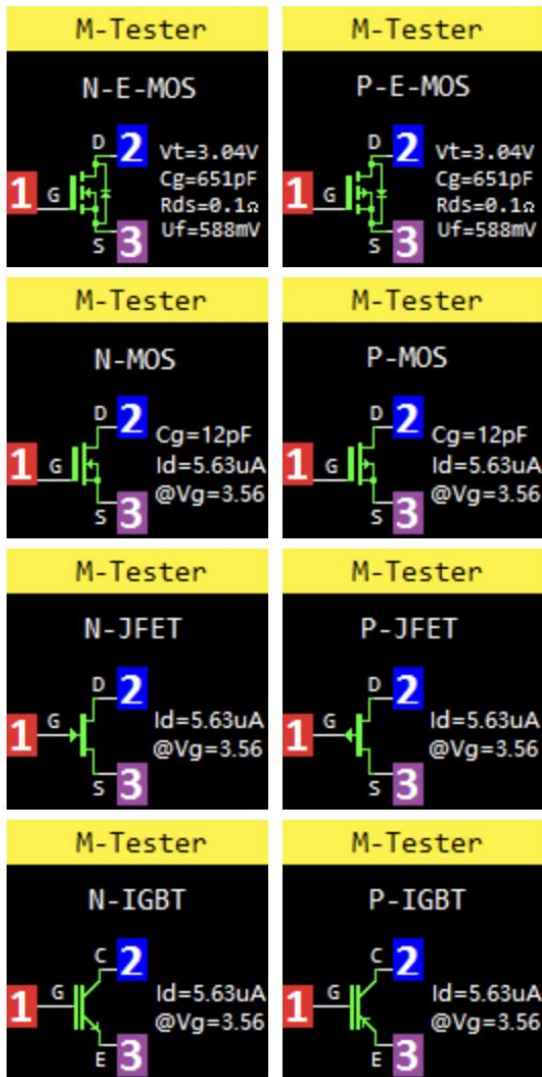 M-Tester
N-E-MOS
D 2
1 G
S 3
Vt=3.04V
Cg=651pF
Rds=0.1Ω
Uf=588mV
M-Tester
P-E-MOS
D 2
1 G
S 3
Vt=3.04V
Cg=651pF
Rds=0.1Ω
Uf=588mV
M-Tester
N-MOS
D 2
1 G
S 3
Cg=12pF
Id=5.63uA
@Vg=3.56
M-Tester
P-MOS
D 2
1 G
S 3
Cg=12pF
Id=5.63uA
@Vg=3.56
M-Tester
N-JFET
D 2
1 G
S 3
Id=5.63uA
@Vg=3.56
M-Tester
P-JFET
D 2
1 G
S 3
Id=5.63uA
@Vg=3.56
M-Tester
N-IGBT
C 2
1 G
E 3
Id=5.63uA
@Vg=3.56
M-Tester
P-IGBT
C 2
1 G
E 3
Id=5.63uA
@Vg=3.56